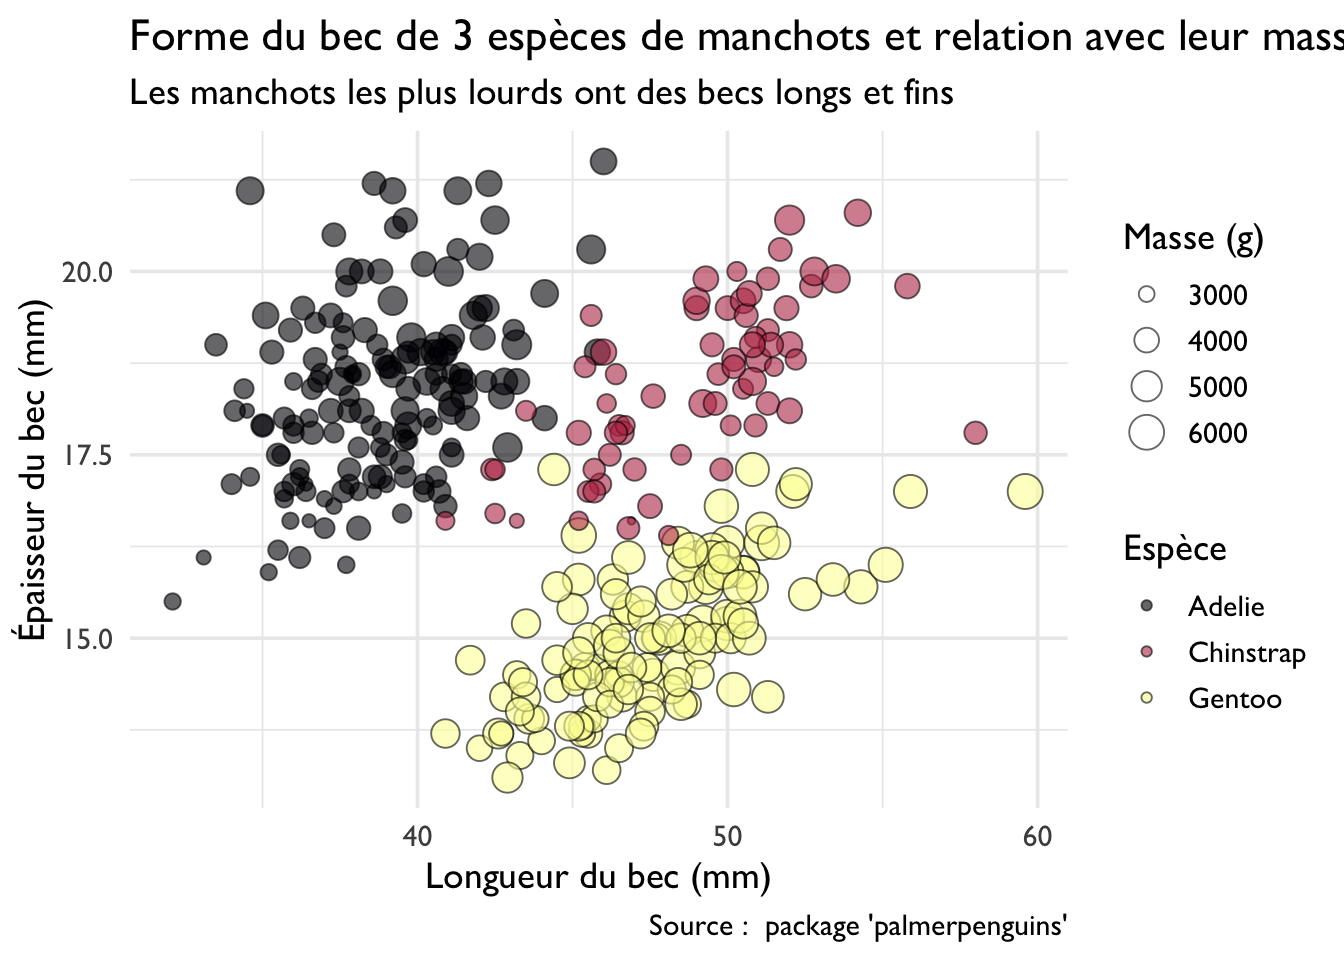 Forme du bec de 3 espèces de manchots et relation avec leur mass
Les manchots les plus lourds ont des becs longs et fins
Épaisseur du bec (mm)
20.0
17.5
15.0
40
50
60
Longueur du bec (mm)
Source :  package 'palmerpenguins'
Masse (g)
3000
4000
5000
6000
Espèce
Adelie
Chinstrap
Gentoo